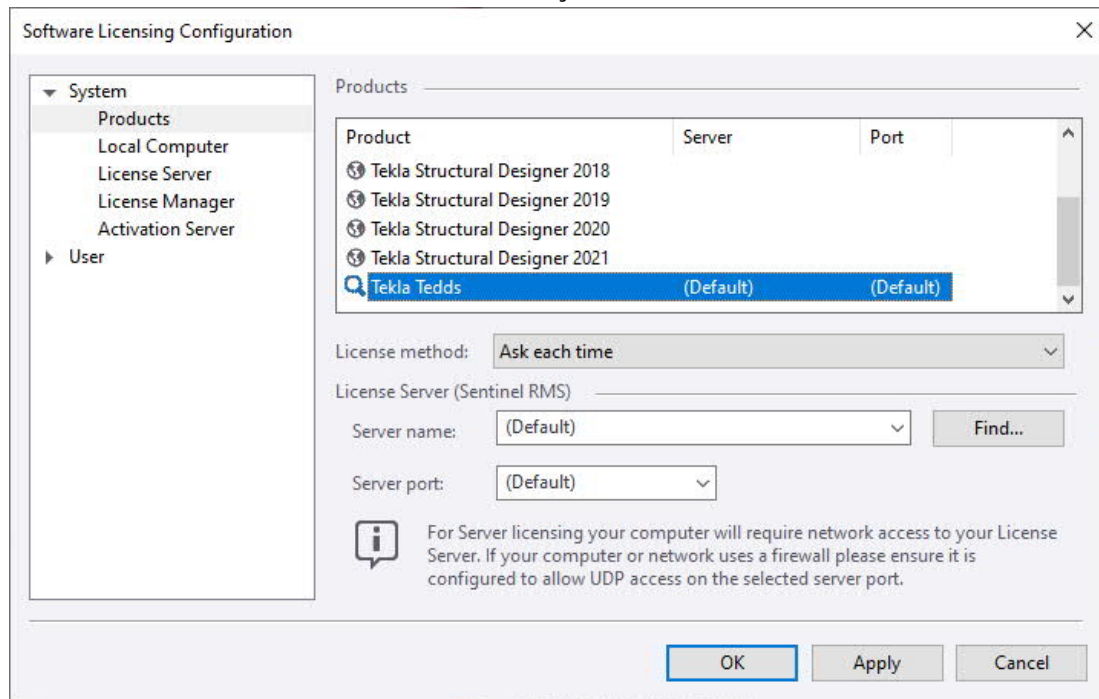 Software Licensing Configuration
System
Products
Local Computer
License Server
License Manager
Activation Server
User
Products
Product Server Port
Tekla Structural Designer 2018
Tekla Structural Designer 2019
Tekla Structural Designer 2020
Tekla Structural Designer 2021
Tekla Tedds (Default) (Default)
License method: Ask each time
License Server (Sentinel RMS)
Server name: (Default) Find...
Server port: (Default)
For Server licensing your computer will require network access to your License
Server. If your computer or network uses a firewall please ensure it is
configured to allow UDP access on the selected server port.
OK Apply Cancel